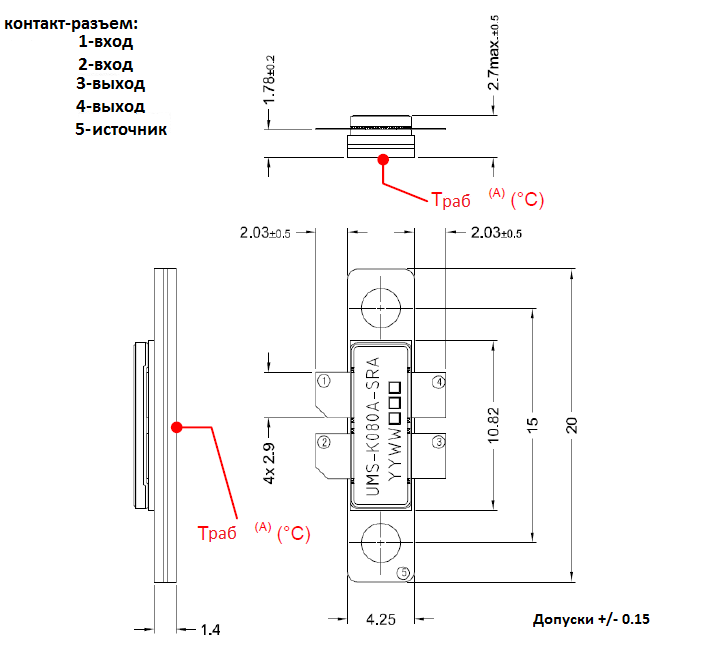 контакт-разъем:
1-вход
2-вход
3-выход
4-выход
5-источник
1.78±0.2
2.7max.±0.5
Tраб (A) (°C)
2.03±0.5
2.03±0.5
1
4
2
3
5
UMS-K080A-SRA
YYWW□□□
4x 2.9
10.82
15
20
Tраб (A) (°C)
1.4
4.25
Допуски +/- 0.15